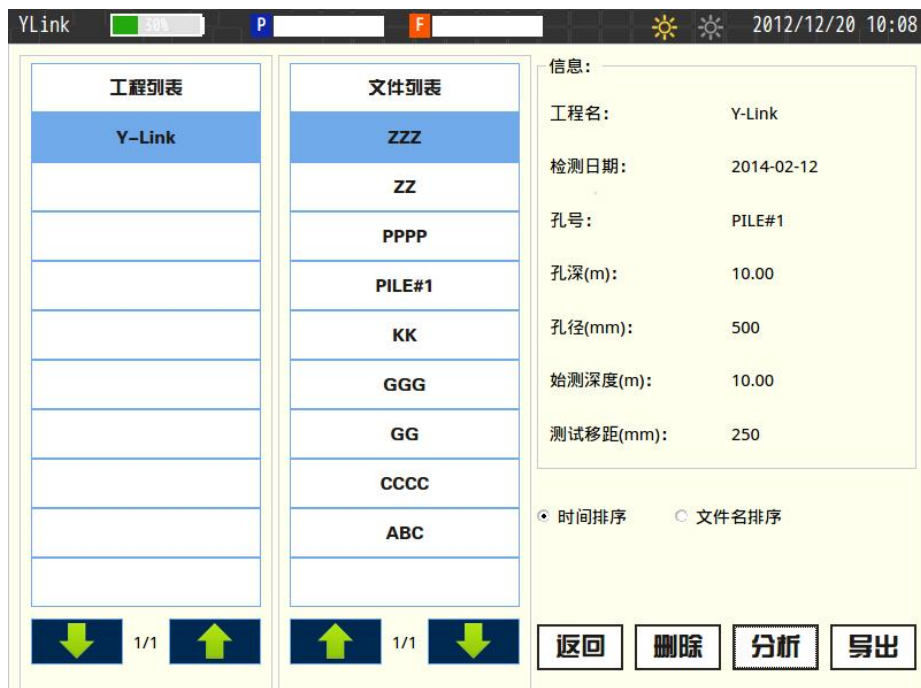 YLink 30% P F 2012/12/20 10:08
工程列表
Y-Link
1/1
文件列表
ZZZ
ZZ
PPPP
PILE#1
KK
GGG
GG
CCCC
ABC
1/1
信息:
工程名: Y-Link
检测日期: 2014-02-12
孔号: PILE#1
孔深(m): 10.00
孔径(mm): 500
始测深度(m): 10.00
测试移距(mm): 250
时间排序 文件名排序
返回 删除 分析 导出